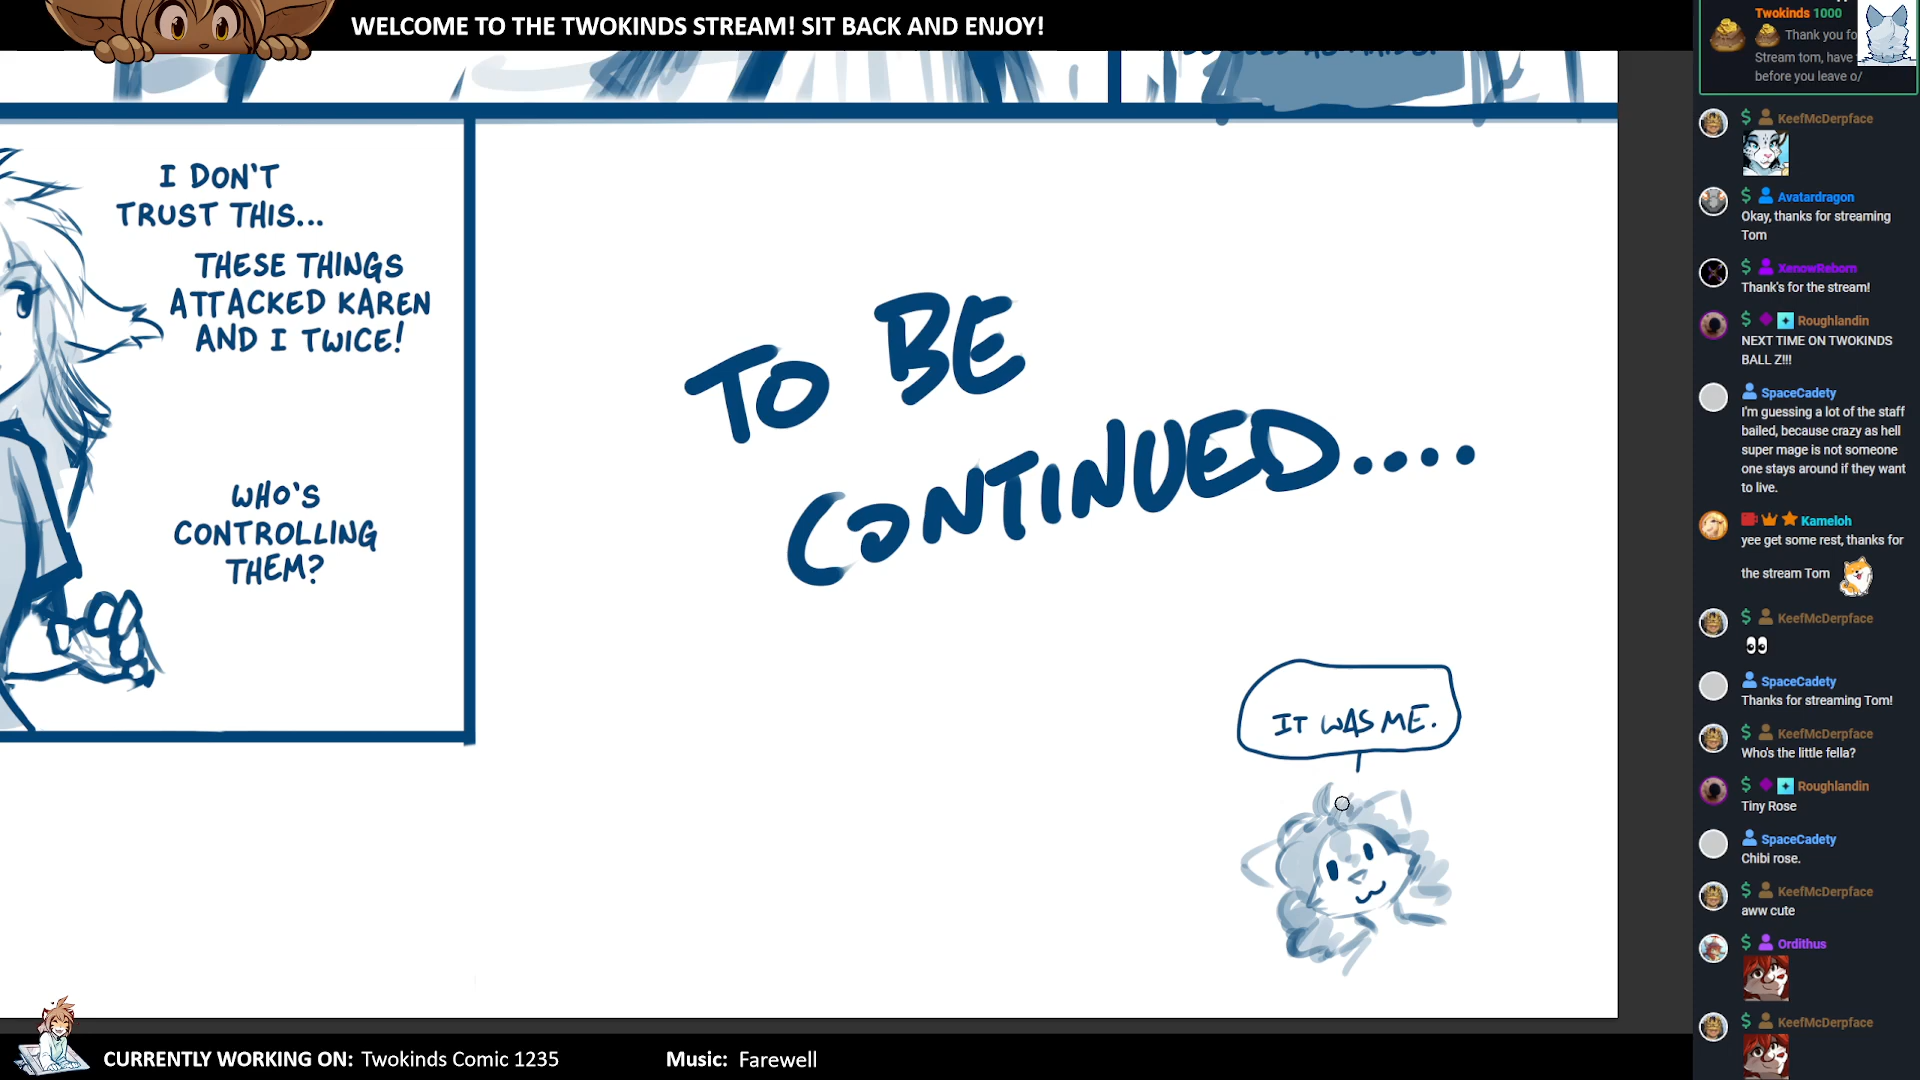 WELCOME TO THE TWOKINDS STREAM! SIT BACK AND ENJOY!
I DON'T
TRUST THIS...
THESE THINGS
ATTACKED KAREN
AND I TWICE!
WHO'S
CONTROLLING
THEM?
TO BE
CONTINUED....
IT WAS ME.
CURRENTLY WORKING ON: Twokinds Comic 1235
Music: Farewell
Twokinds 1000
Thank you fo
Stream tom, have
before you leave o/
KeefMcDerpface
Avatardragon
Okay, thanks for streaming
Tom
XenowReborn
Thank's for the stream!
Roughlandin
NEXT TIME ON TWOKINDS
BALL Z!!!
SpaceCadety
I'm guessing a lot of the staff
bailed, because crazy as hell
super mage is not someone
one stays around if they want
to live.
Kameloh
yee get some rest, thanks for
the stream Tom
KeefMcDerpface
SpaceCadety
Thanks for streaming Tom!
KeefMcDerpface
Who's the little fella?
Roughlandin
Tiny Rose
SpaceCadety
Chibi rose.
KeefMcDerpface
aww cute
Ordithus
KeefMcDerpface